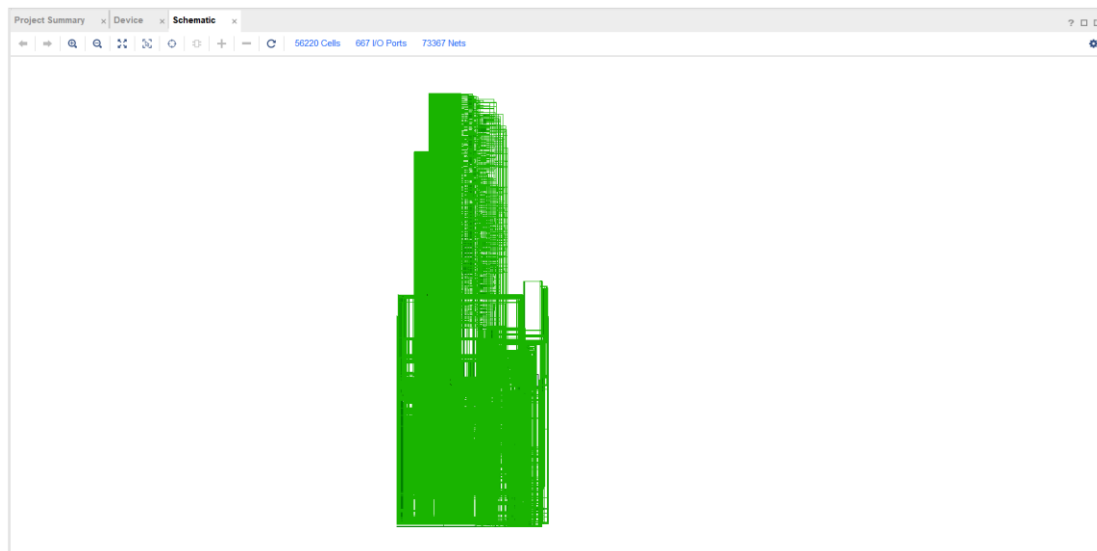 Project Summary × Device × Schematic ×
?
56220 Cells 667 I/O Ports 73367 Nets